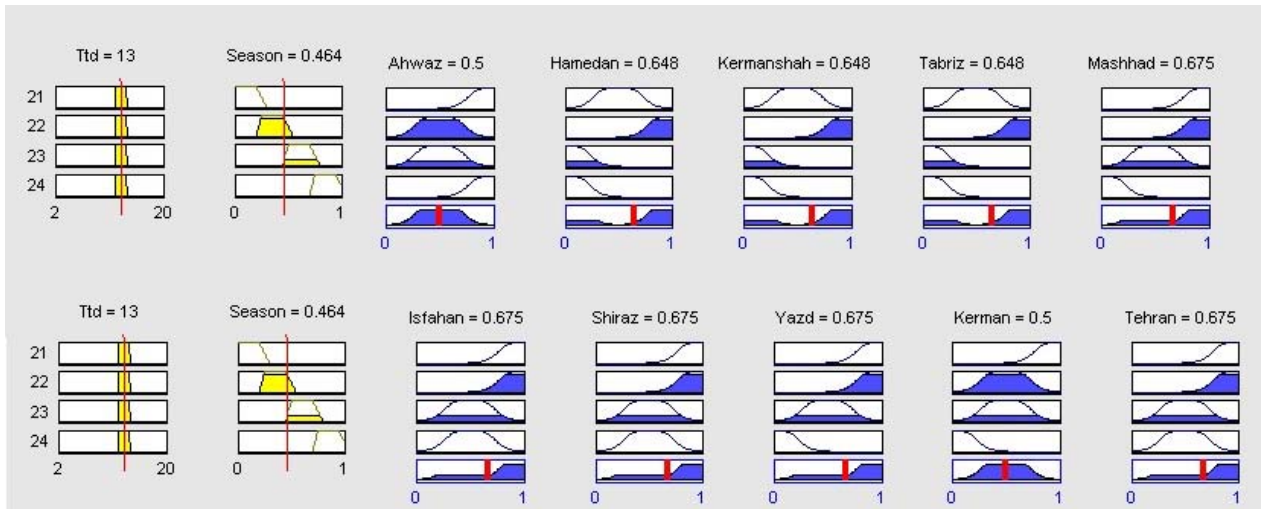 Ttd = 13 Season = 0.464 Ahwaz = 0.5 Hamedan = 0.648 Kermanshah = 0.648 Tabriz = 0.648 Mashhad = 0.675
21
22
23
24
2 20 0 1
0 1 0 1 0 1 0 1 0 1
Ttd = 13 Season = 0.464 Isfahan = 0.675 Shiraz = 0.675 Yazd = 0.675 Kerman = 0.5 Tehran = 0.675
21
22
23
24
2 20 0 1
0 1 0 1 0 1 0 1 0 1